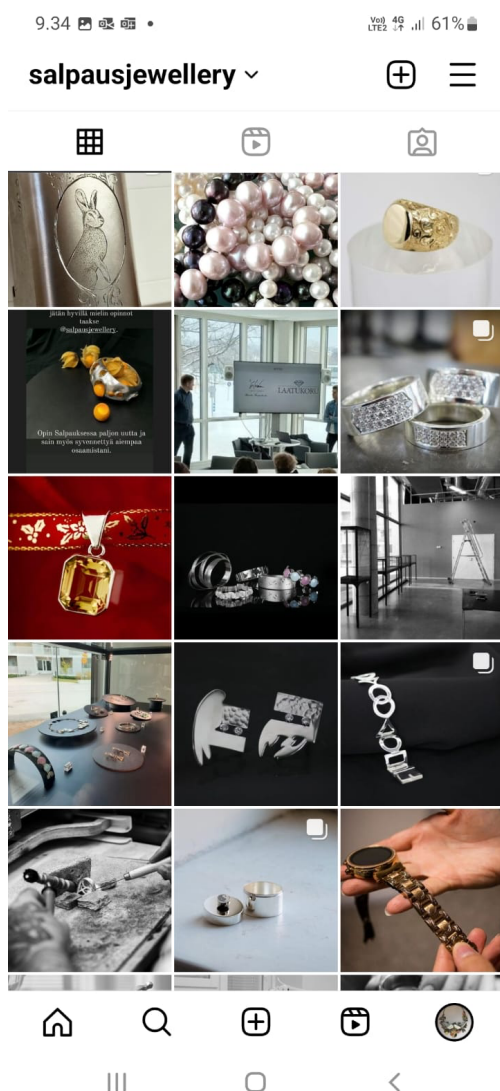 9.34
Vo))
LTE2
4G
61%
salpausjewellery
jätän hyvillä mielin opinnot
taakse
@salpausjewellery.
Opin Salpauksessa paljon uutta ja
sain myös syvennettyä aiempaa
osaamistani.
LAATUKORU